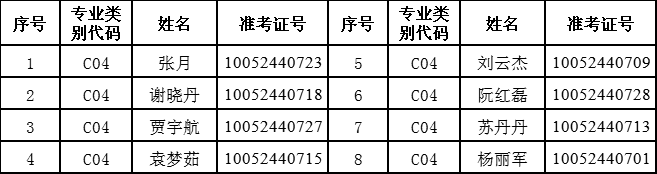 序号 专业类别代码 姓名 准考证号 序号 专业类别代码 姓名 准考证号
1 C04 张月 10052440723 5 C04 刘云杰 10052440709
2 C04 谢晓丹 10052440718 6 C04 阮红磊 10052440728
3 C04 贾宇航 10052440727 7 C04 苏丹丹 10052440713
4 C04 袁梦茹 10052440715 8 C04 杨丽军 10052440701